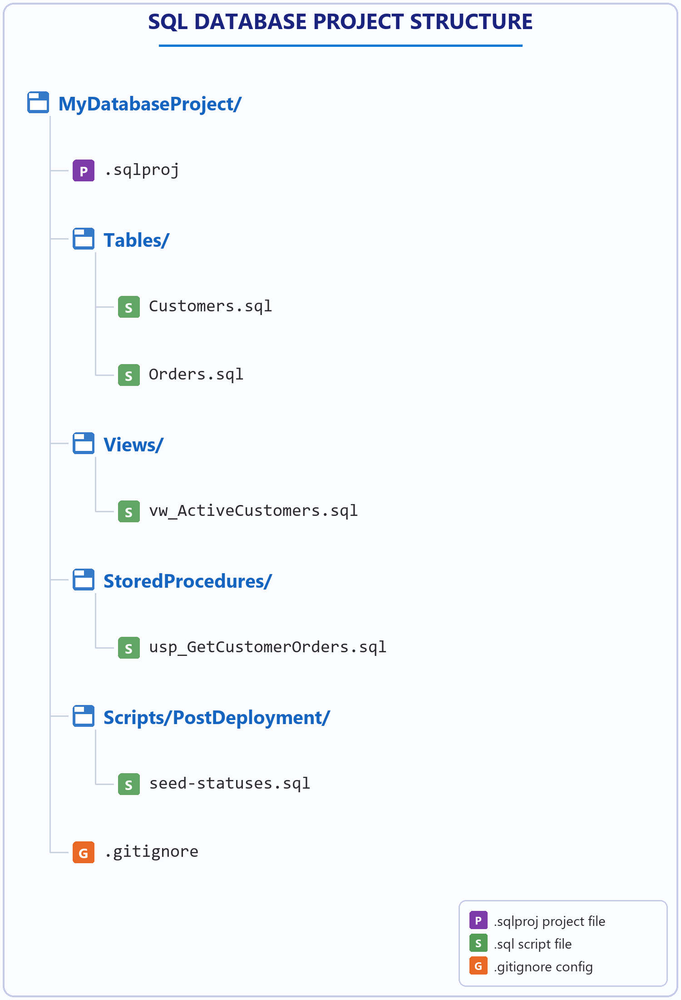 SQL DATABASE PROJECT STRUCTURE
MyDatabaseProject/
P .sqlproj
Tables/
S Customers.sql
S Orders.sql
Views/
S vw_ActiveCustomers.sql
StoredProcedures/
S usp_GetCustomerOrders.sql
Scripts/PostDeployment/
S seed-statuses.sql
G .gitignore
P .sqlproj project file
S .sql script file
G .gitignore config